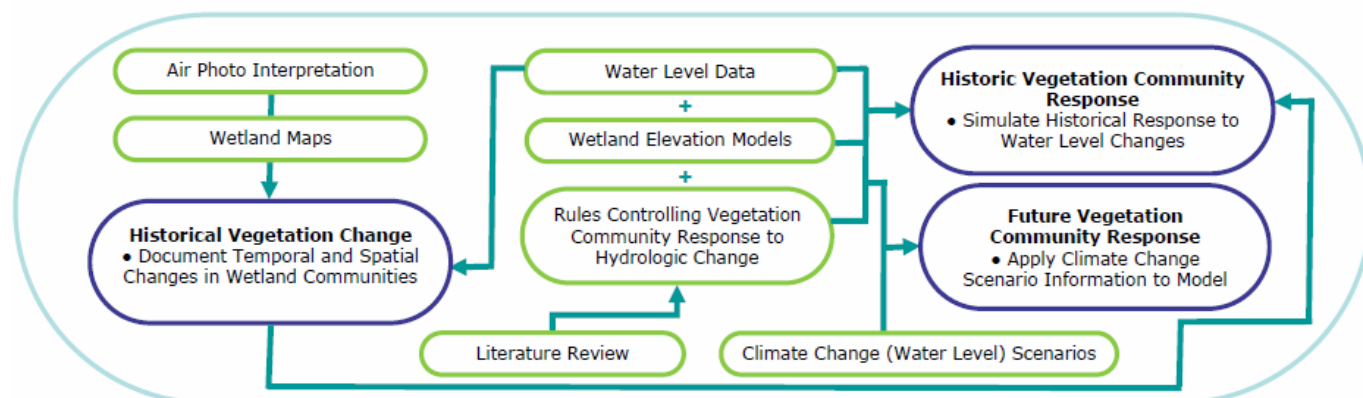 Air Photo Interpretation
Wetland Maps
Historical Vegetation Change
● Document Temporal and Spatial
Changes in Wetland Communities
Water Level Data
+
Wetland Elevation Models
+
Rules Controlling Vegetation
Community Response to
Hydrologic Change
Literature Review
Climate Change (Water Level) Scenarios
Historic Vegetation Community
Response
● Simulate Historical Response to
Water Level Changes
Future Vegetation
Community Response
● Apply Climate Change
Scenario Information to Model